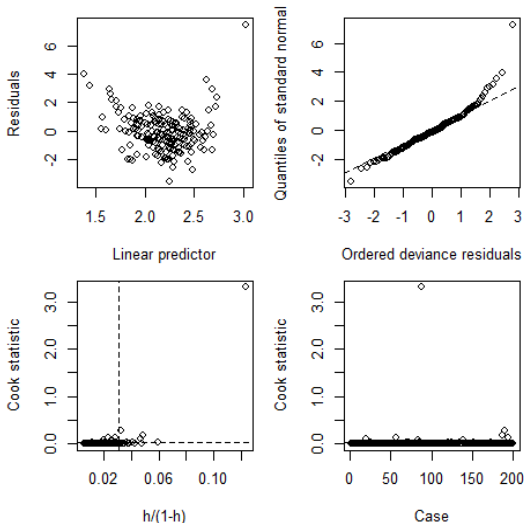 Residuals
6
4
2
0
-2
1.5 2.0 2.5 3.0
Linear predictor
Quantiles of standard normal
6
4
2
0
-2
-3 -2 -1 0 1 2 3
Ordered deviance residuals
Cook statistic
3.0
2.0
1.0
0.0
0.02 0.06 0.10
h/(1-h)
Cook statistic
3.0
2.0
1.0
0.0
0 50 100 150 200
Case